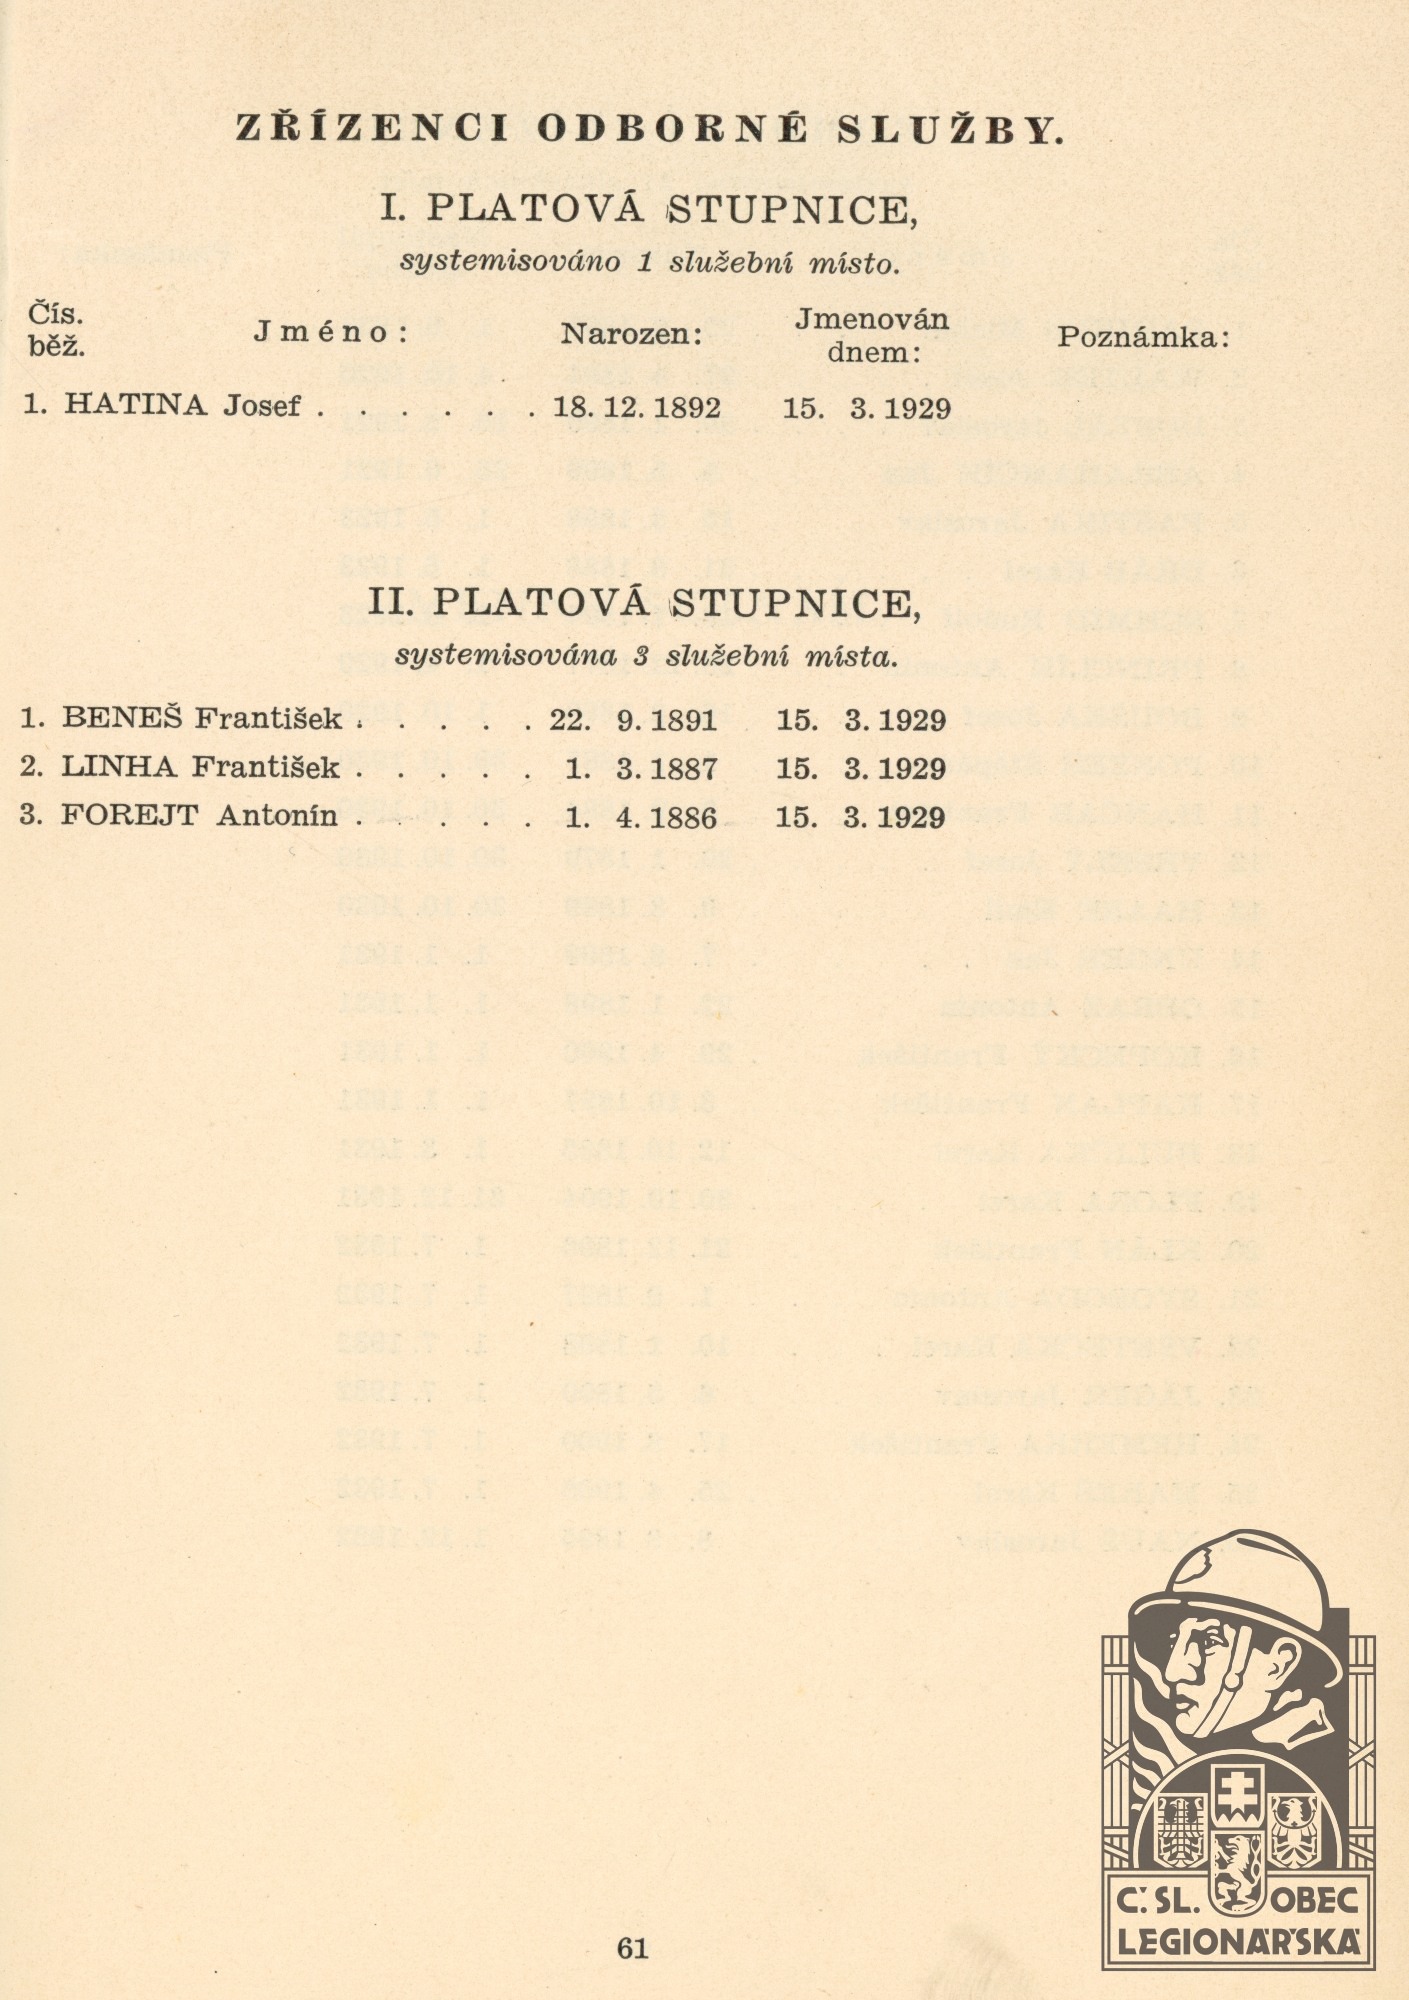 ZŘÍZENCI ODBORNÉ SLUŽBY.
I. PLATOVÁ STUPNICE,
systemisováno 1 služební místo.
Čís. běž. Jméno: Narozen: Jmenován dnem: Poznámka:
1. HATINA Josef . . . . . . 18. 12. 1892 15. 3. 1929
II. PLATOVÁ STUPNICE,
systemisována 3 služební místa.
1. BENEŠ František . . . . . 22. 9. 1891 15. 3. 1929
2. LINHA František . . . . . 1. 3. 1887 15. 3. 1929
3. FOREJT Antonín . . . . . 1. 4. 1886 15. 3. 1929
Č. SL. OBEC
LEGIONÁŘSKÁ
61